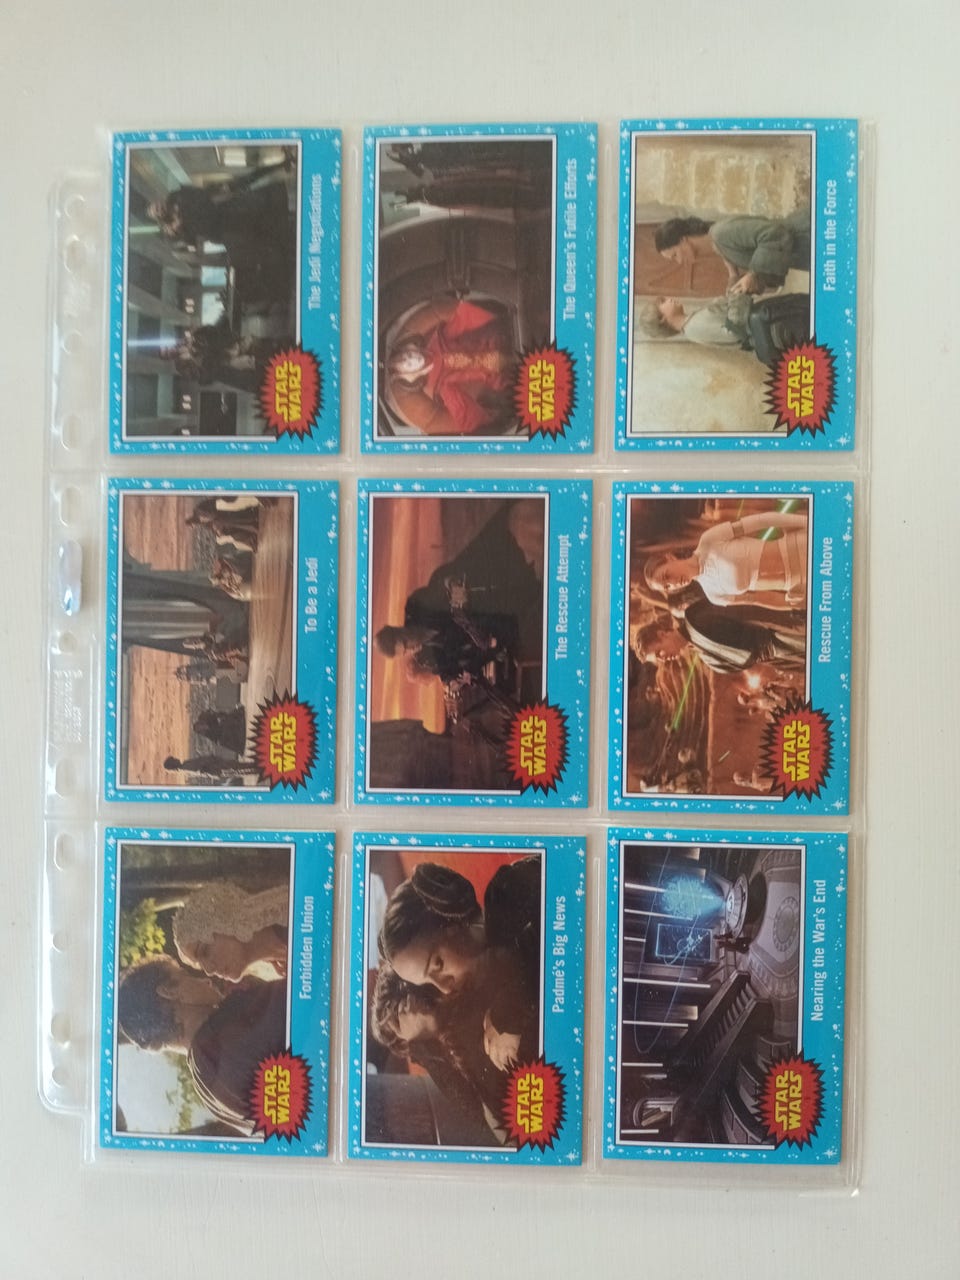 STAR
WARS
Forbidden Union
STAR
WARS
To Be a Jedi
STAR
WARS
The Jedi Negotiations
STAR
WARS
Padmé's Big News
STAR
WARS
The Rescue Attempt
STAR
WARS
The Queen's Futile Efforts
STAR
WARS
Nearing the War's End
STAR
WARS
Rescue From Above
STAR
WARS
Faith in the Force